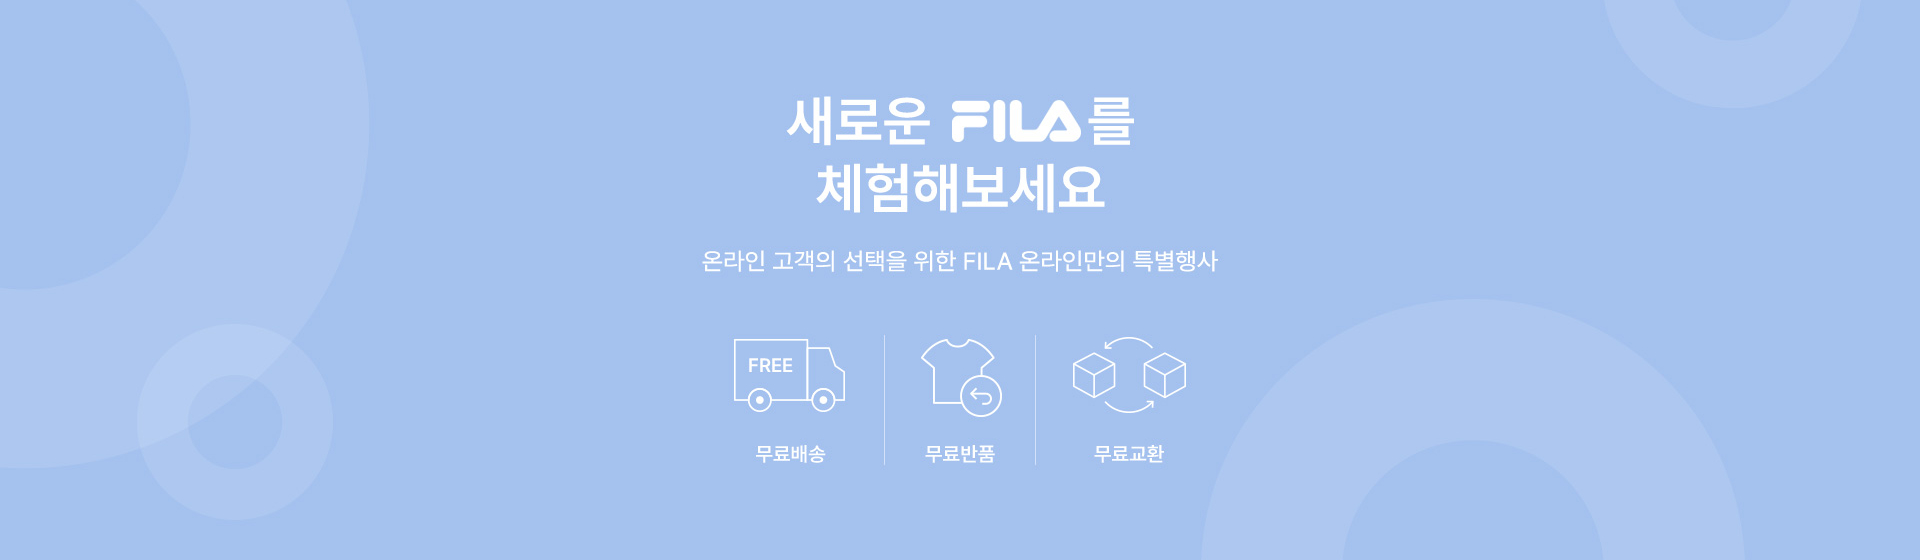 새로운 FILA를
체험해보세요
온라인 고객의 선택을 위한 FILA 온라인만의 특별행사
FREE
무료배송
무료반품
무료교환